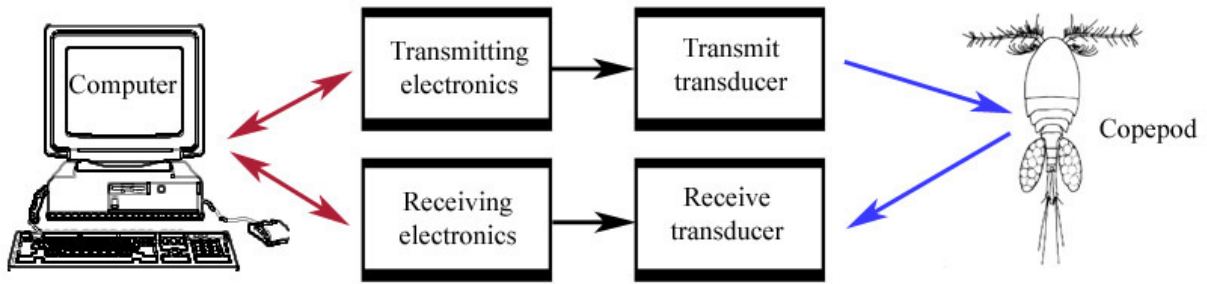 Computer
Transmitting
electronics
Transmit
transducer
Copepod
Receiving
electronics
Receive
transducer